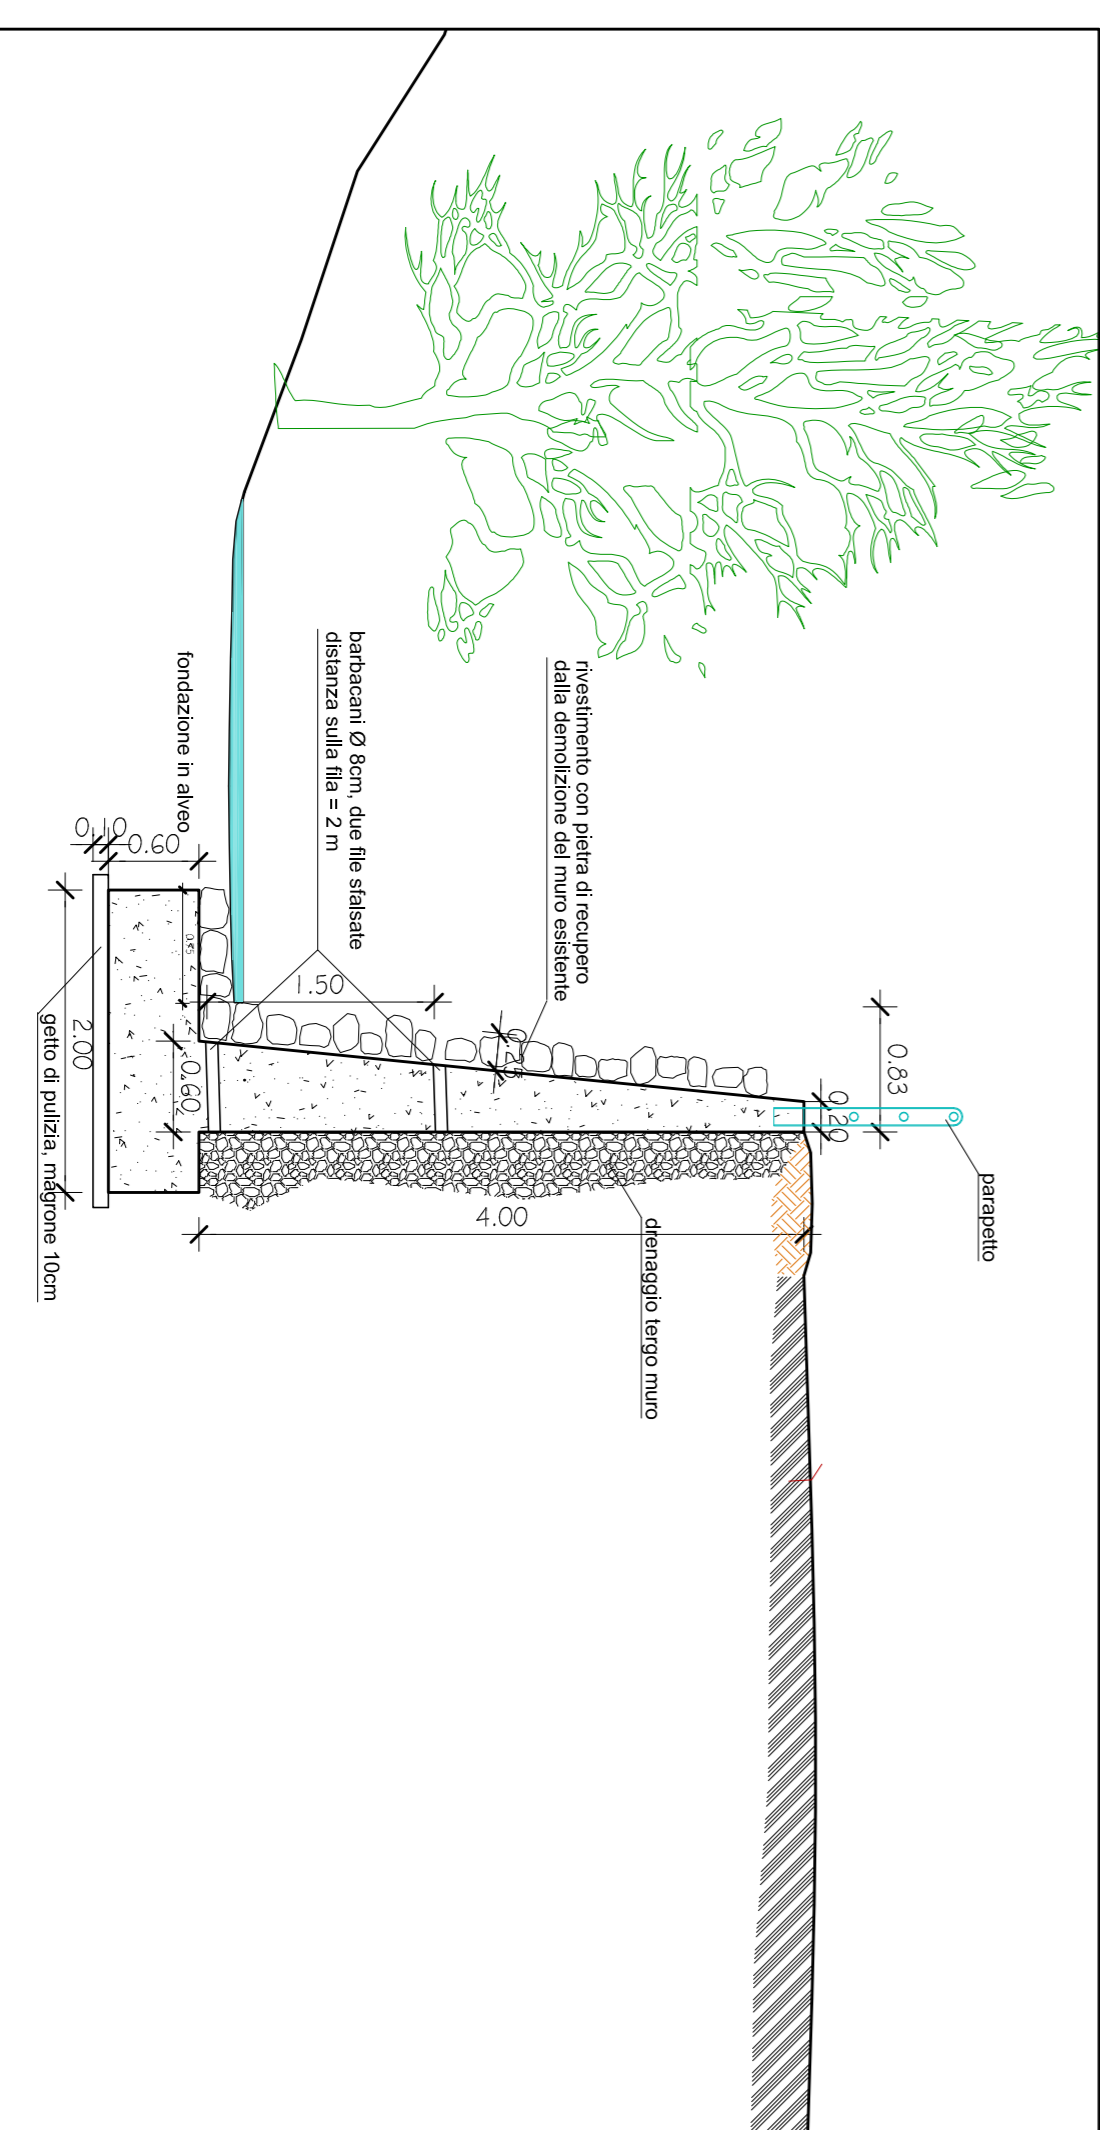 parapetto
0.83
0.20
rivestimento con pietra di recupero
dalla demolizione del muro esistente
0.25
drenaggio tergo muro
4.00
barbacani Ø 8cm, due file sfalsate
distanza sulla fila = 2 m
1.50
fondazione in alveo
0.60
0.10
0.60
2.00
getto di pulizia, magrone 10cm